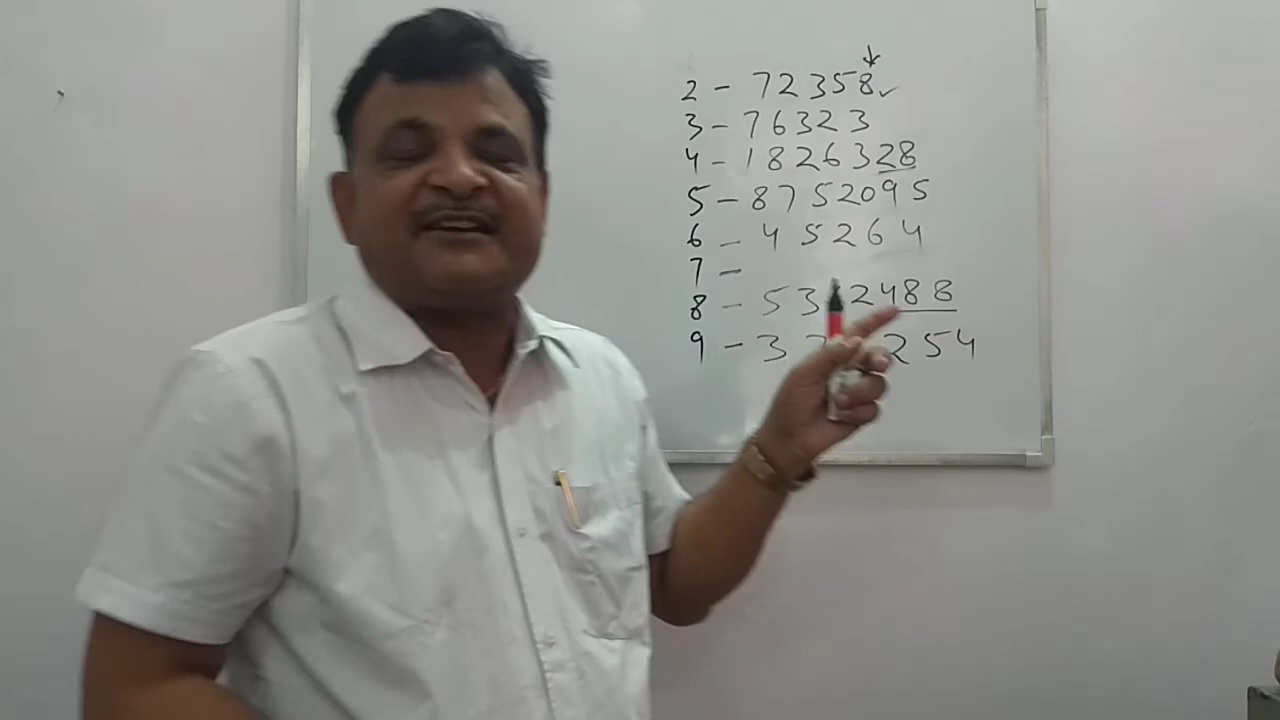 2 - 72358
3 - 76323
4 - 1826328
5 - 8752095
6 - 45264
7 -
8 - 53 2488
9 - 3 254